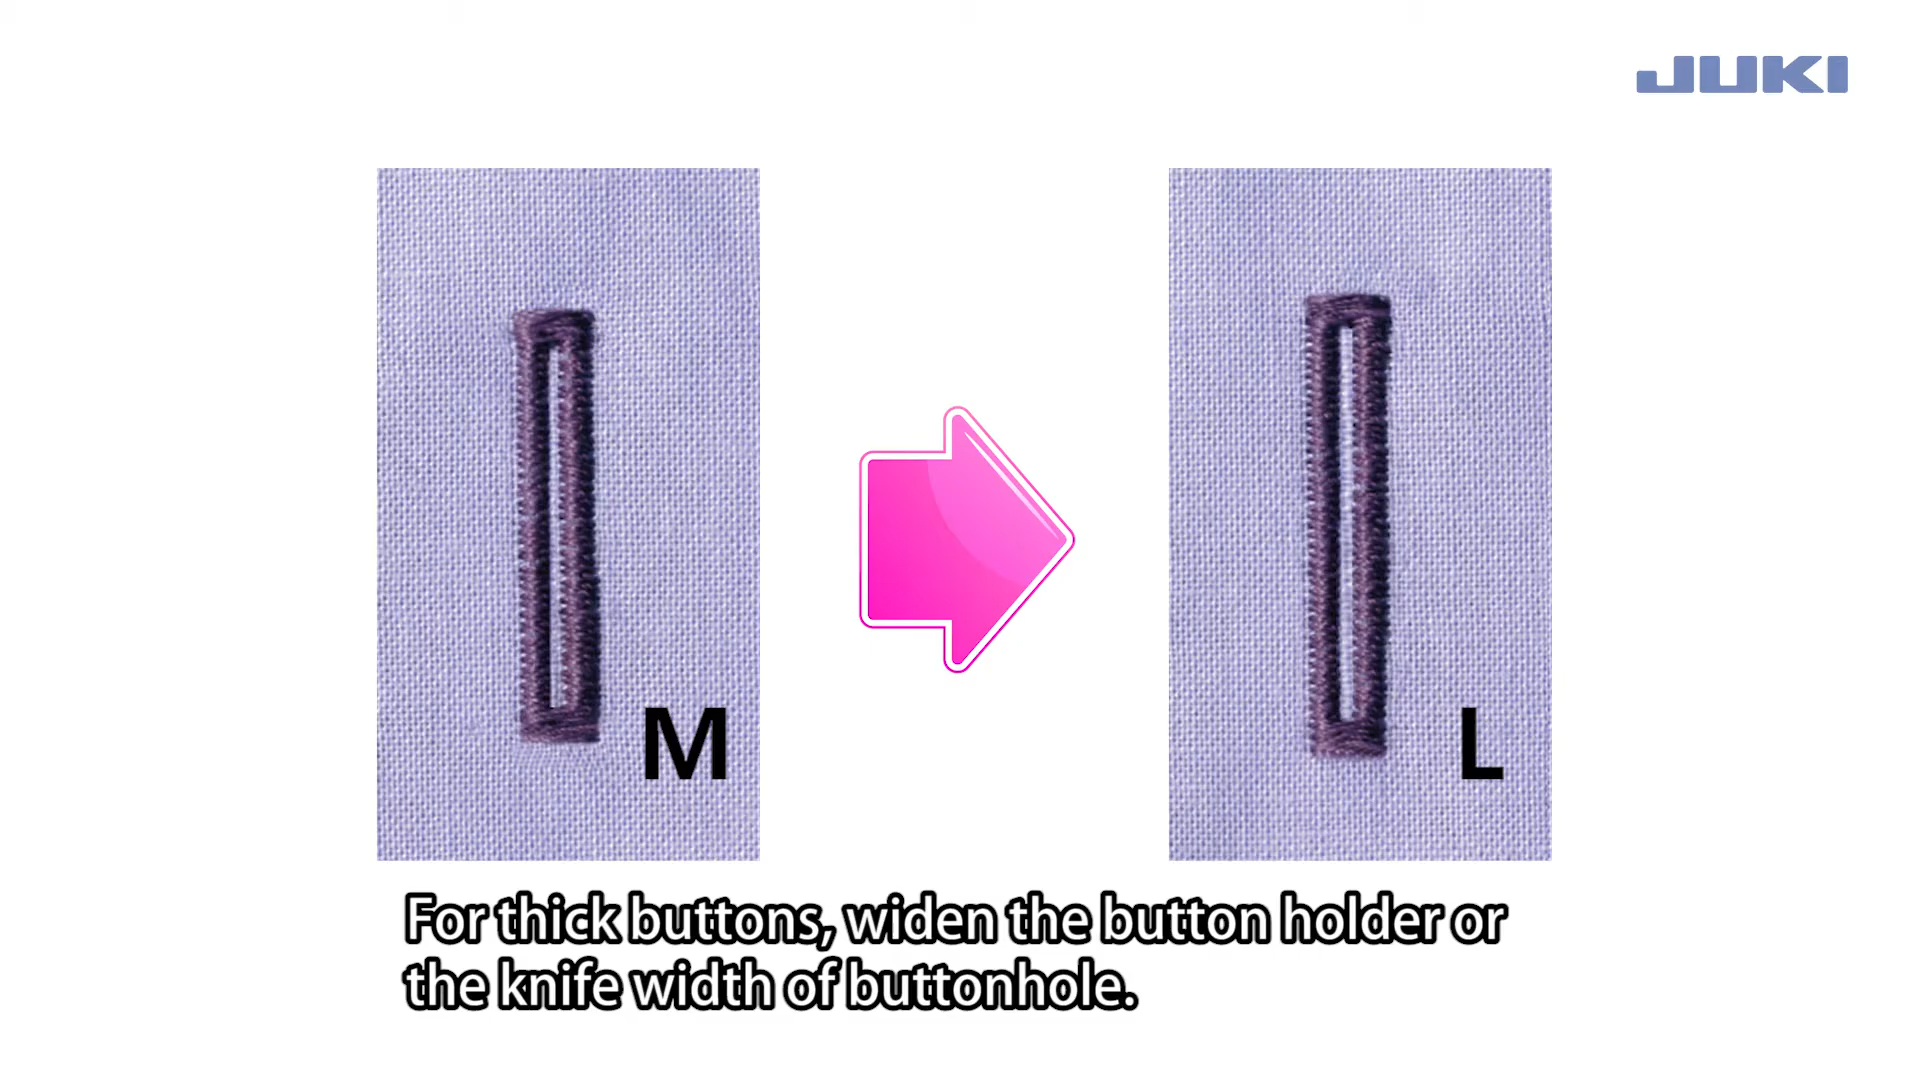 JUKI
M
L
For thick buttons, widen the button holder or
the knife width of buttonhole.